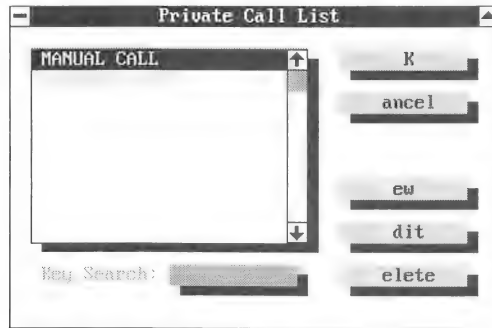 Private Call List
MANUAL CALL
K
ancel
ew
dit
elete
Key Search: